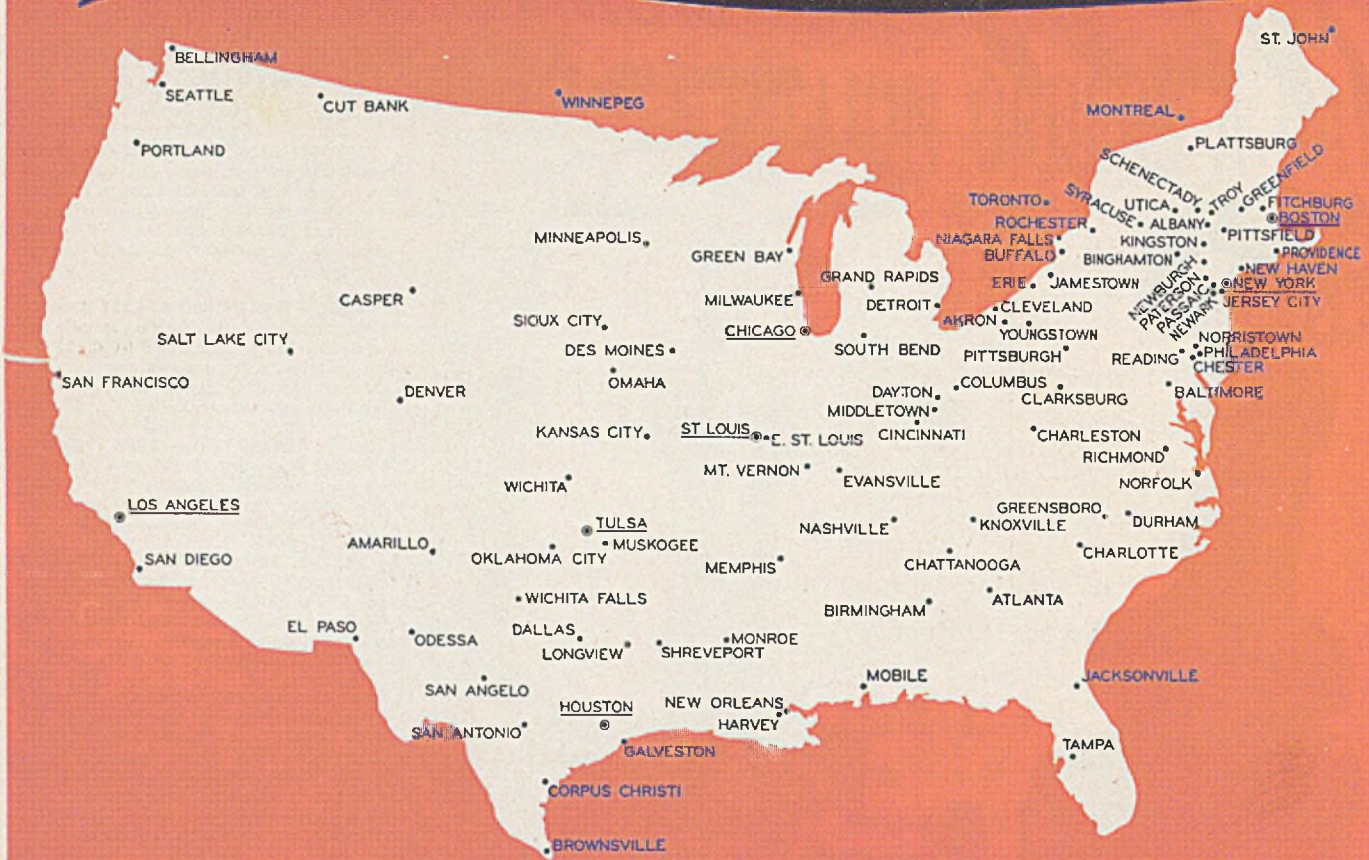 ST. JOHN
BELLINGHAM
SEATTLE
CUT BANK
WINNEPEG
MONTREAL
PORTLAND
PLATTSBURG
SCHENECTADY
TROY
GREENFIELD
SYRACUSE
UTICA
FITCHBURG
TORONTO
BOSTON
ROCHESTER
ALBANY
PITTSFIELD
MINNEAPOLIS
GREEN BAY
NIAGARA FALLS
KINGSTON
BUFFALO
BINGHAMTON
PROVIDENCE
NEW HAVEN
GRAND RAPIDS
ERIE
JAMESTOWN
NEWBURGH
PATERSON
PASSAIC
NEWARK
NEW YORK
CASPER
MILWAUKEE
DETROIT
CLEVELAND
JERSEY CITY
SIOUX CITY
CHICAGO
AKRON
YOUNGSTOWN
SALT LAKE CITY
DES MOINES
SOUTH BEND
PITTSBURGH
NORRISTOWN
READING
PHILADELPHIA
CHESTER
SAN FRANCISCO
OMAHA
DENVER
DAYTON
COLUMBUS
CLARKSBURG
BALTIMORE
MIDDLETOWN
KANSAS CITY
ST LOUIS
E. ST. LOUIS
CINCINNATI
CHARLESTON
RICHMOND
MT. VERNON
EVANSVILLE
WICHITA
NORFOLK
LOS ANGELES
TULSA
NASHVILLE
KNOXVILLE
GREENSBORO
DURHAM
AMARILLO
OKLAHOMA CITY
MUSKOGEE
SAN DIEGO
MEMPHIS
CHATTANOOGA
CHARLOTTE
WICHITA FALLS
BIRMINGHAM
ATLANTA
EL PASO
ODESSA
DALLAS
LONGVIEW
SHREVEPORT
MONROE
SAN ANGELO
MOBILE
JACKSONVILLE
HOUSTON
NEW ORLEANS
HARVEY
SAN ANTONIO
GALVESTON
TAMPA
CORPUS CHRISTI
BROWNSVILLE